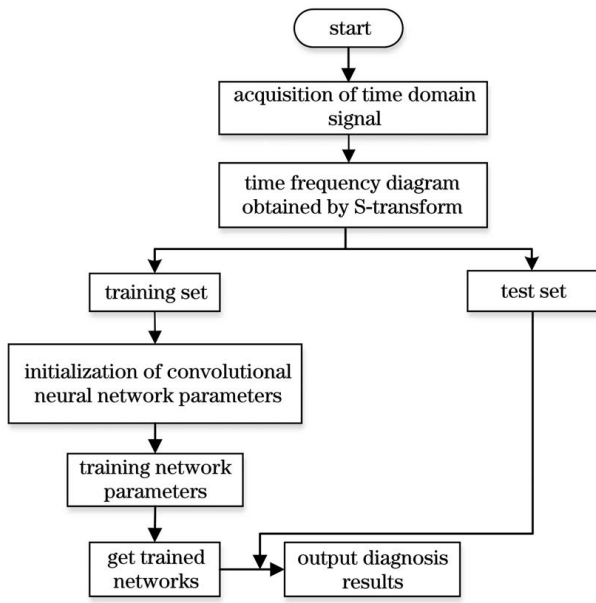 start
acquisition of time domain
signal
time frequency diagram
obtained by S-transform
training set
test set
initialization of convolutional
neural network parameters
training network
parameters
get trained
networks
output diagnosis
results